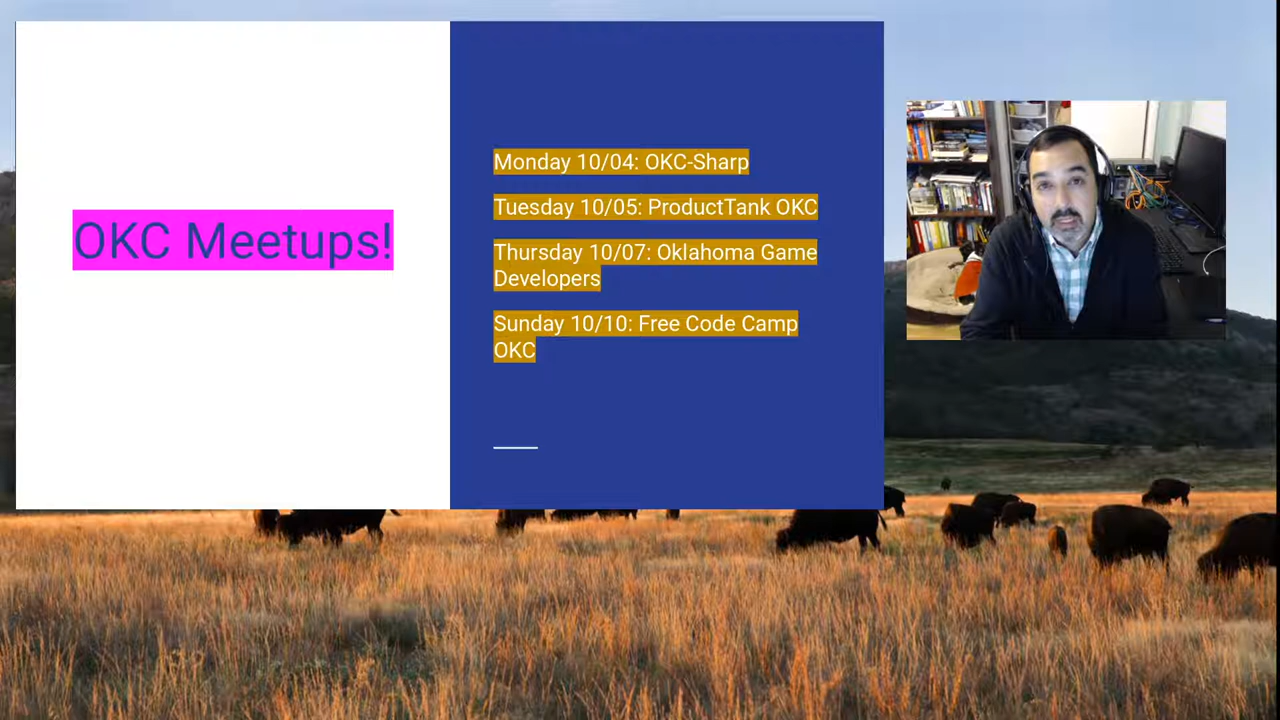 OKC Meetups!
Monday 10/04: OKC-Sharp
Tuesday 10/05: ProductTank OKC
Thursday 10/07: Oklahoma Game
Developers
Sunday 10/10: Free Code Camp
OKC